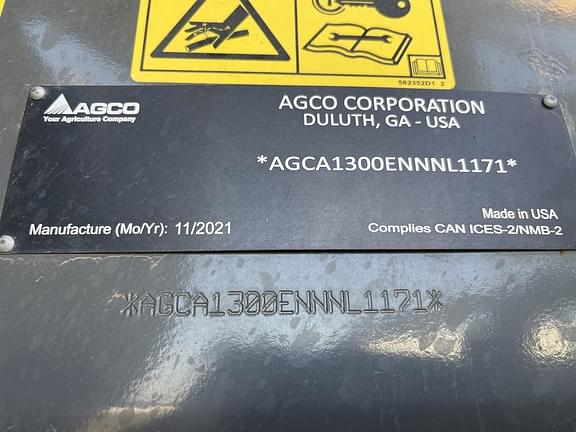 562352D1 2
AGCO
Your Agriculture Company
AGCO CORPORATION
DULUTH, GA - USA
*AGCA1300ENNNL1171*
Manufacture (Mo/Yr): 11/2021
Made in USA
Complies CAN ICES-2/NMB-2
*AGCA1300ENNNL1171*